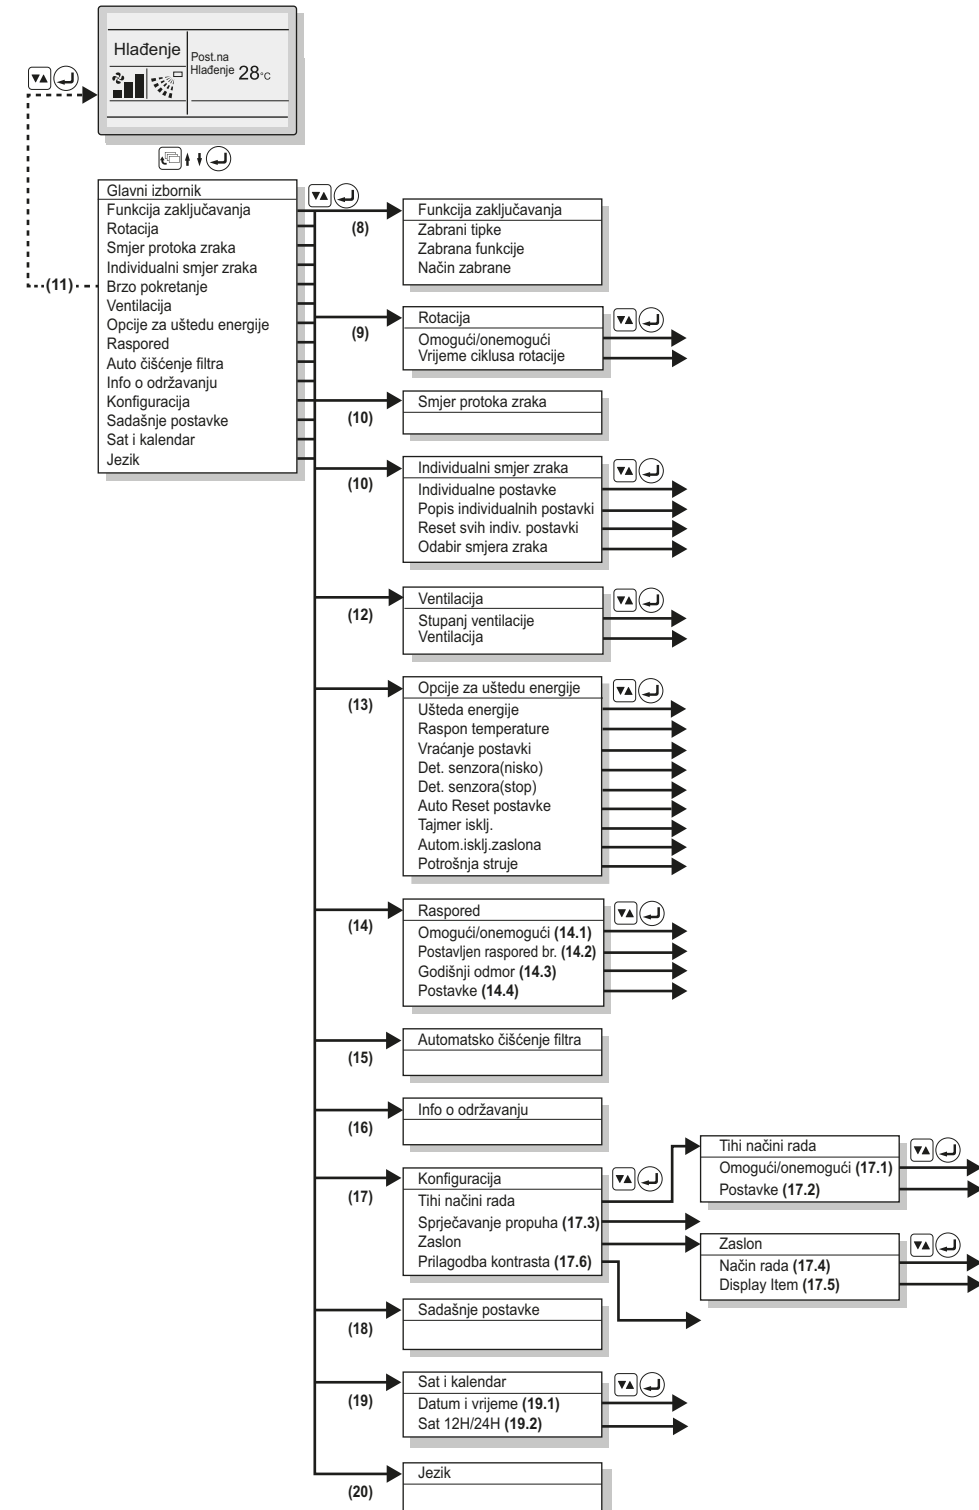 Hlađenje
Post.na
Hlađenje 28°C
Glavni izbornik
Funkcija zaključavanja
Rotacija
Smjer protoka zraka
Individualni smjer zraka
Brzo pokretanje
Ventilacija
Opcije za uštedu energije
Raspored
Auto čišćenje filtra
Info o održavanju
Konfiguracija
Sadašnje postavke
Sat i kalendar
Jezik
(11)
(8)
Funkcija zaključavanja
Zabrani tipke
Zabrana funkcije
Način zabrane
(9)
Rotacija
Omogući/onemogući
Vrijeme ciklusa rotacije
(10)
Smjer protoka zraka
(10)
Individualni smjer zraka
Individualne postavke
Popis individualnih postavki
Reset svih indiv. postavki
Odabir smjera zraka
(12)
Ventilacija
Stupanj ventilacije
Ventilacija
(13)
Opcije za uštedu energije
Ušteda energije
Raspon temperature
Vraćanje postavki
Det. senzora(nisko)
Det. senzora(stop)
Auto Reset postavke
Tajmer isklj.
Autom.isklj.zaslona
Potrošnja struje
(14)
Raspored
Omogući/onemogući (14.1)
Postavljen raspored br. (14.2)
Godišnji odmor (14.3)
Postavke (14.4)
(15)
Automatsko čišćenje filtra
(16)
Info o održavanju
(17)
Konfiguracija
Tihi načini rada
Sprječavanje propuha (17.3)
Zaslon
Prilagodba kontrasta (17.6)
Tihi načini rada
Omogući/onemogući (17.1)
Postavke (17.2)
Zaslon
Način rada (17.4)
Display Item (17.5)
(18)
Sadašnje postavke
(19)
Sat i kalendar
Datum i vrijeme (19.1)
Sat 12H/24H (19.2)
(20)
Jezik